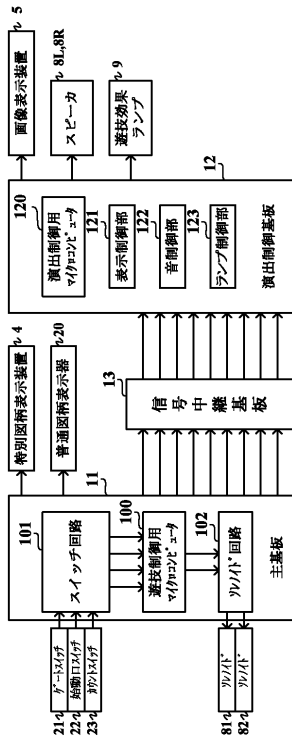 画像表示装置
5
スピーカ
8L,8R
遊技効果
ランプ
9
12
120
演出制御用
マイクロコンピュータ
121
表示制御部
122
音制御部
123
ランプ制御部
演出制御基板
特別図柄表示装置
4
普通図柄表示器
20
13
信号中継基板
11
101
スイッチ回路
100
遊技制御用
マイクロコンピュータ
102
ソレノイド回路
主基板
21
ゲートスイッチ
22
始動口スイッチ
23
カウントスイッチ
81
ソレノイド
82
ソレノイド